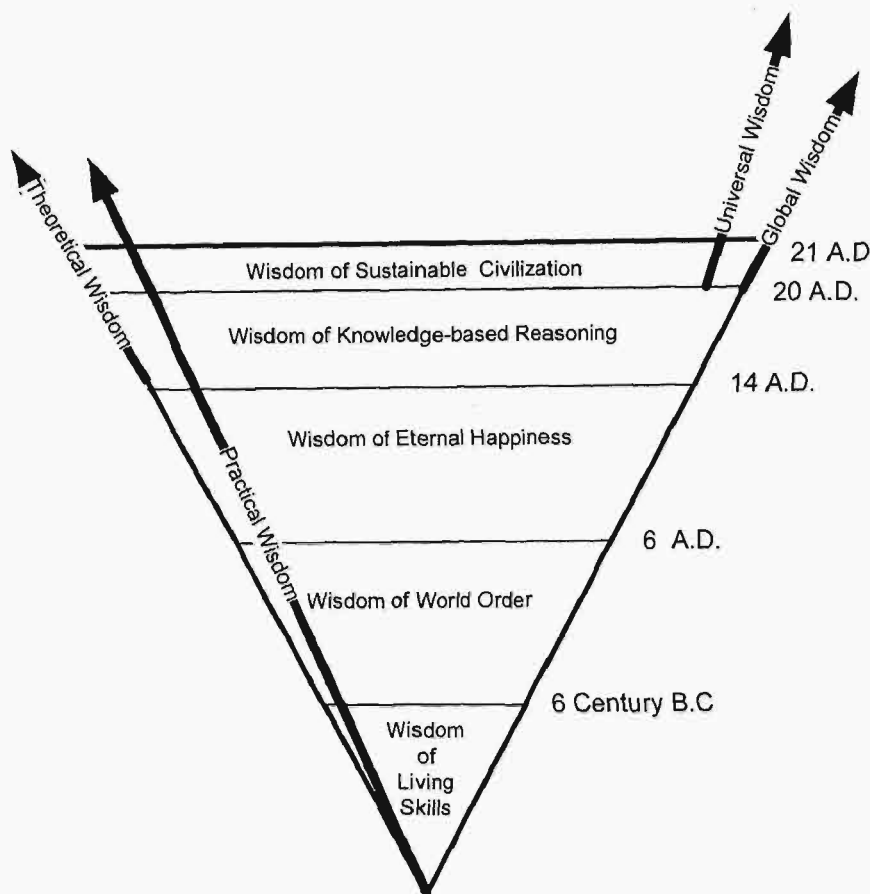 Universal Wisdom
Global Wisdom
Theoretical Wisdom
21 A.D
Wisdom of Sustainable Civilization
20 A.D.
Wisdom of Knowledge-based Reasoning
14 A.D.
Wisdom of Eternal Happiness
Practical Wisdom
6 A.D.
Wisdom of World Order
6 Century B.C
Wisdom
of
Living
Skills